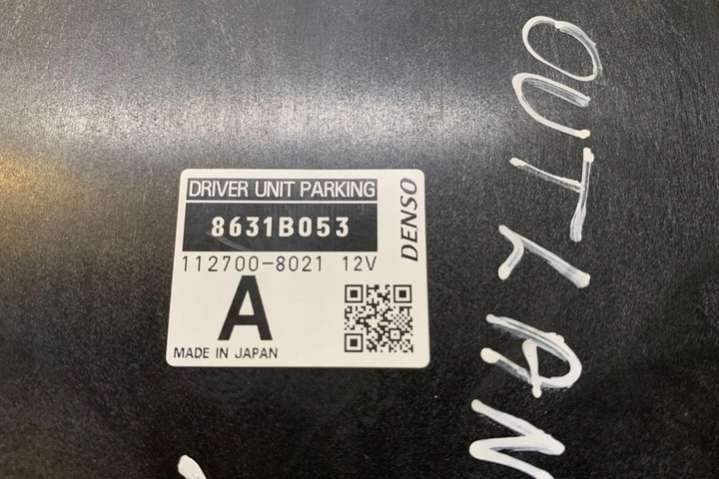 DRIVER UNIT PARKING
8631B053
112700-8021 12V
A
MADE IN JAPAN
DENSO
OUTLAN